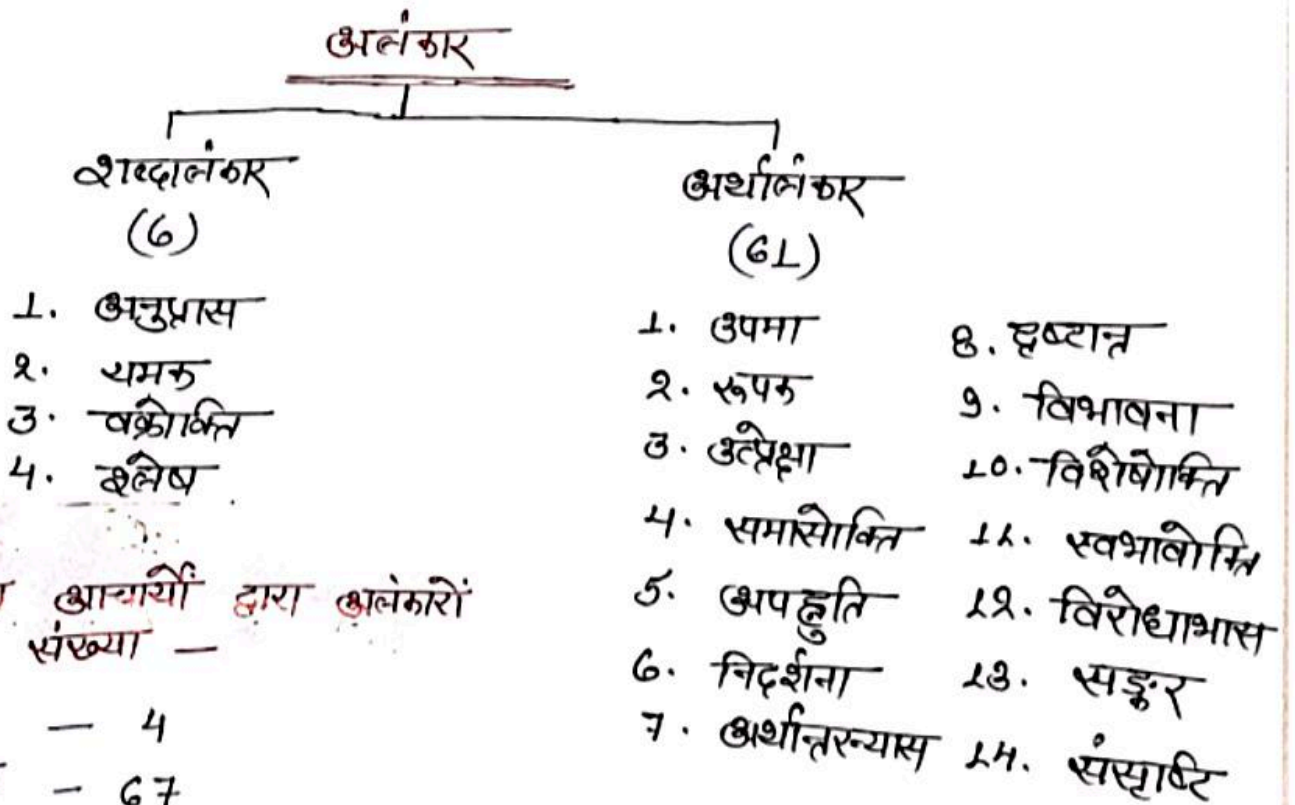 अलंकार
शब्दालंकार
(6)
1. अनुप्रास
2. यमक
3. वक्रोक्ति
4. श्लेष
अर्थालंकार
(61)
1. उपमा
2. रूपक
3. उत्प्रेक्षा
4. समासोक्ति
5. अपह्नुति
6. निदर्शना
7. अर्थान्तरन्यास
8. दृष्टान्त
9. विभावना
10. विशेषोक्ति
11. स्वभावोक्ति
12. विरोधाभास
13. सङ्कर
14. संसृष्टि
आचार्यों द्वारा अलंकारों
संख्या —
— 4
— 67